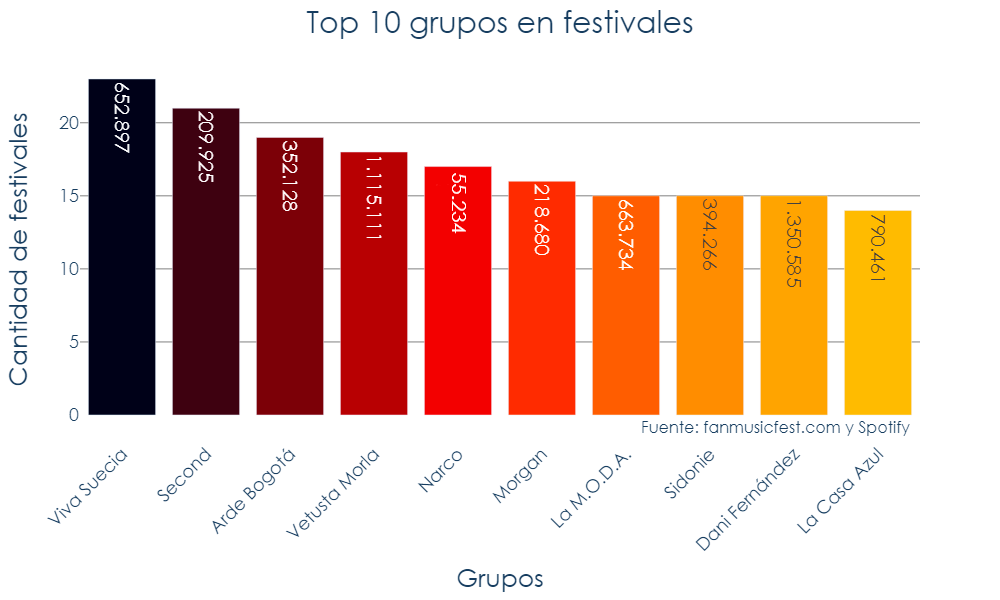 Top 10 grupos en festivales
Cantidad de festivales
20
15
10
5
0
652.897
209.925
352.128
1.115.111
55.234
218.680
663.734
394.266
1.350.585
790.461
Fuente: fanmusicfest.com y Spotify
Viva Suecia
Second
Arde Bogotá
Vetusta Morla
Narco
Morgan
La M.O.D.A.
Sidonie
Dani Fernández
La Casa Azul
Grupos